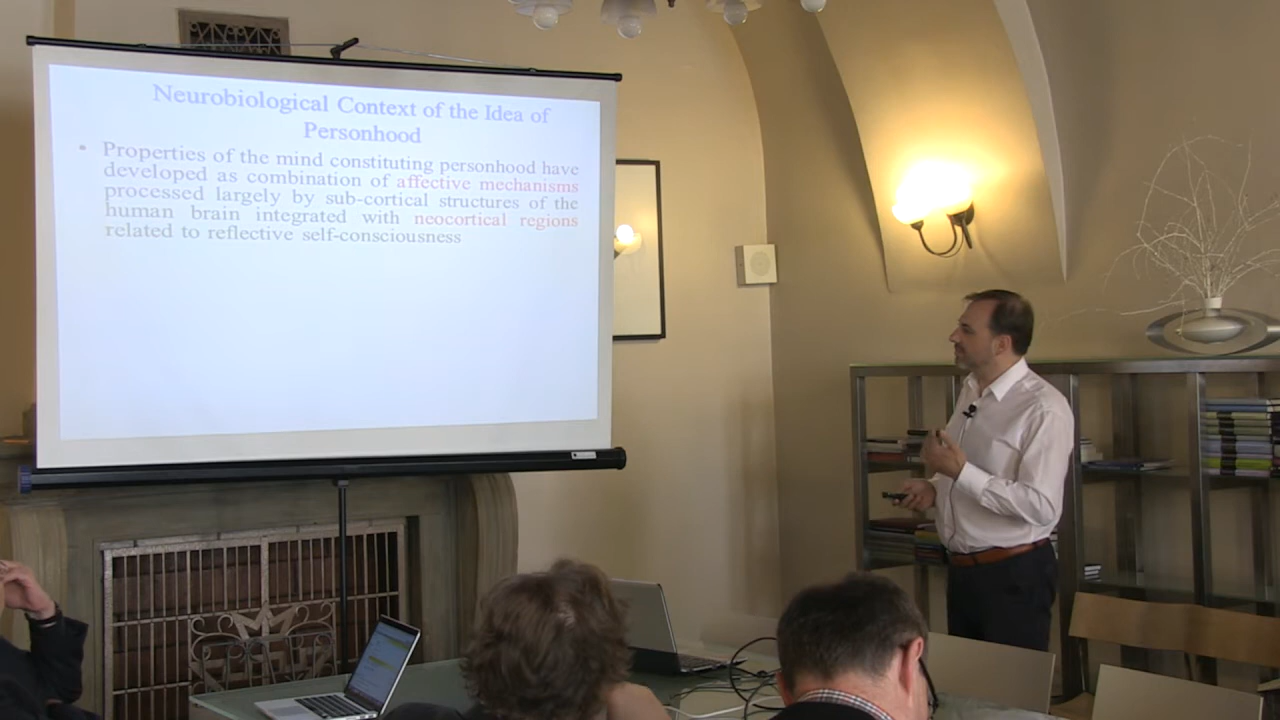 Neurobiological Context of the Idea of
Personhood
• Properties of the mind constituting personhood have
developed as combination of affective mechanisms
processed largely by sub-cortical structures of the
human brain integrated with neocortical regions
related to reflective self-consciousness